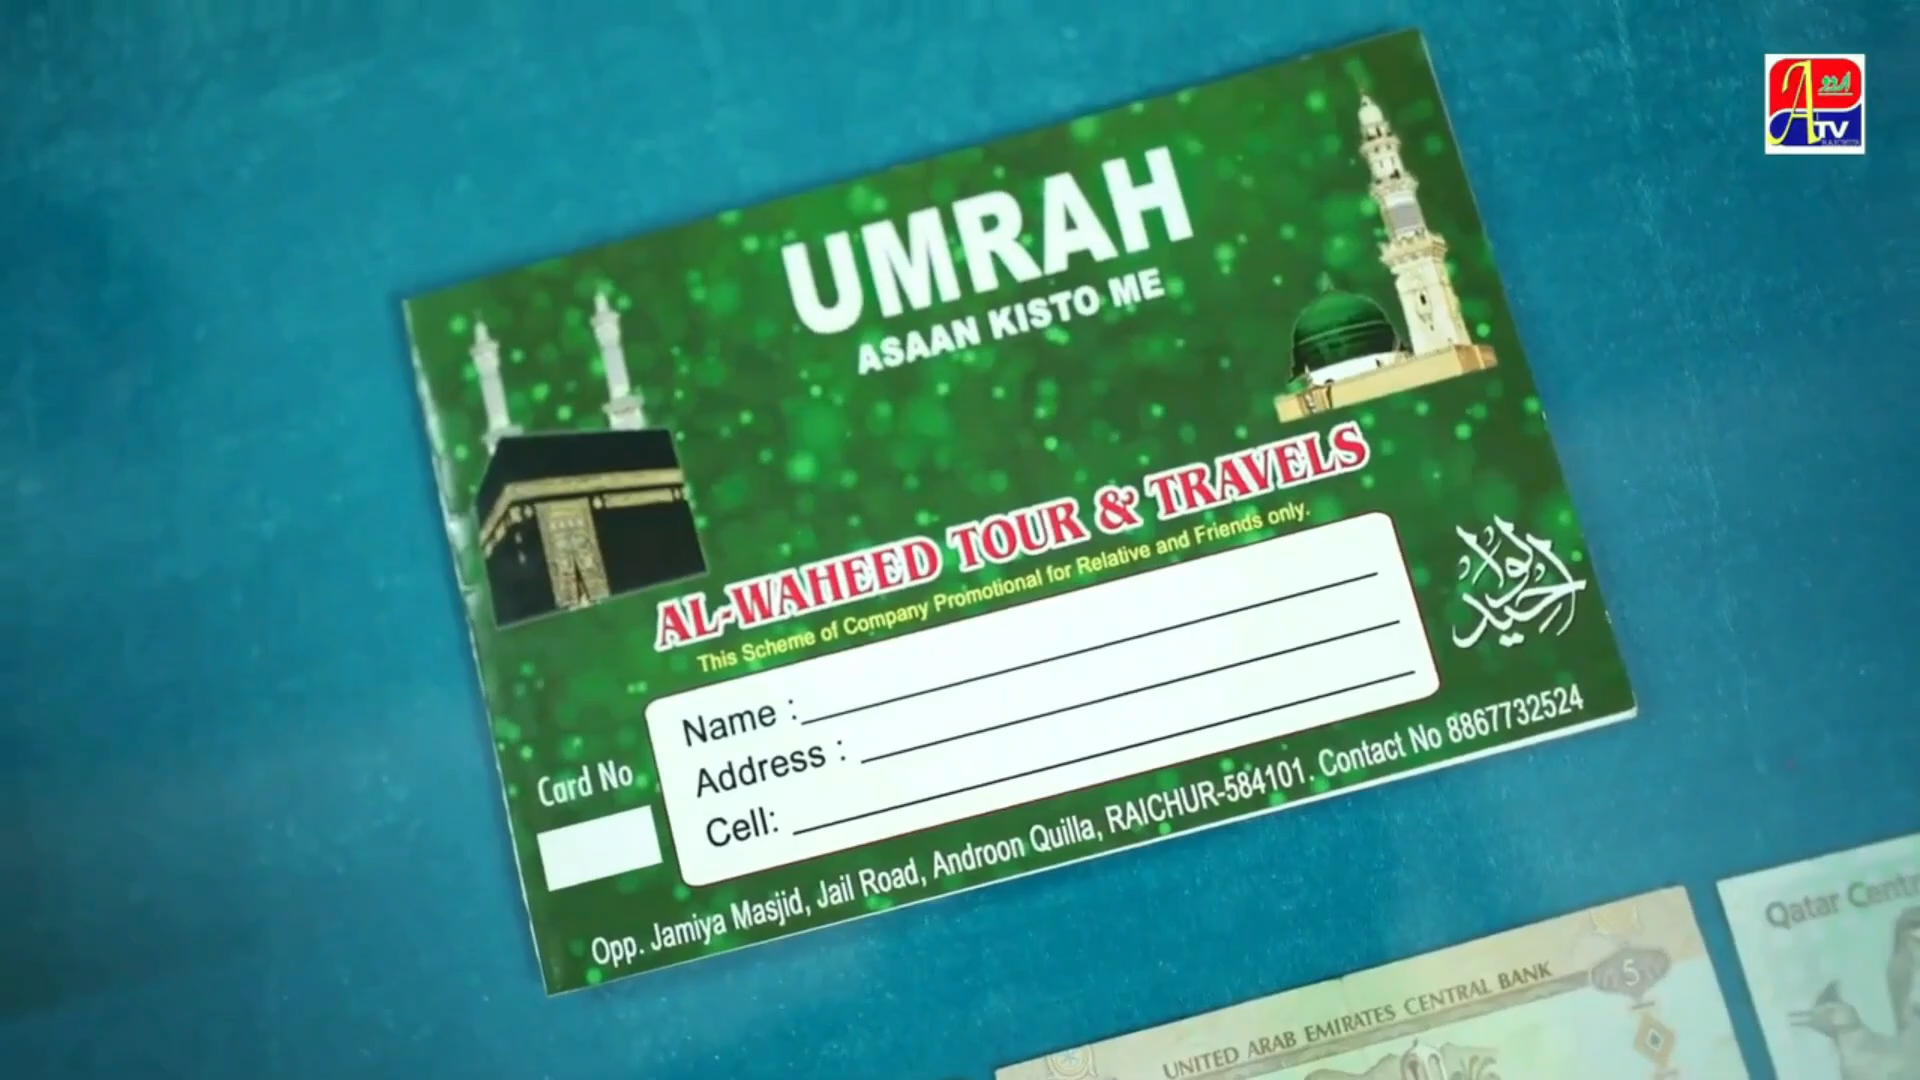 UMRAH
ASAAN KISTO ME
AL-WAHEED TOUR & TRAVELS
This Scheme of Company Promotional for Relative and Friends only.
Name :
Address :
Cell:
Card No
Opp. Jamiya Masjid, Jail Road, Androon Quilla, RAICHUR-584101. Contact No 8867732524
UNITED ARAB EMIRATES CENTRAL BANK
5
Qatar
A TV